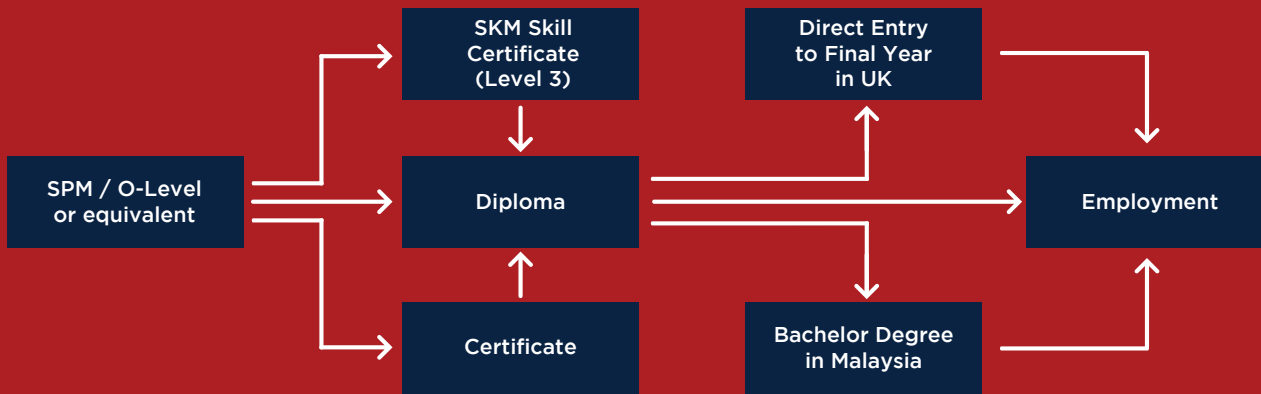 SKM Skill
Certificate
(Level 3)
Direct Entry
to Final Year
in UK
SPM / O-Level
or equivalent
Diploma
Employment
Certificate
Bachelor Degree
in Malaysia